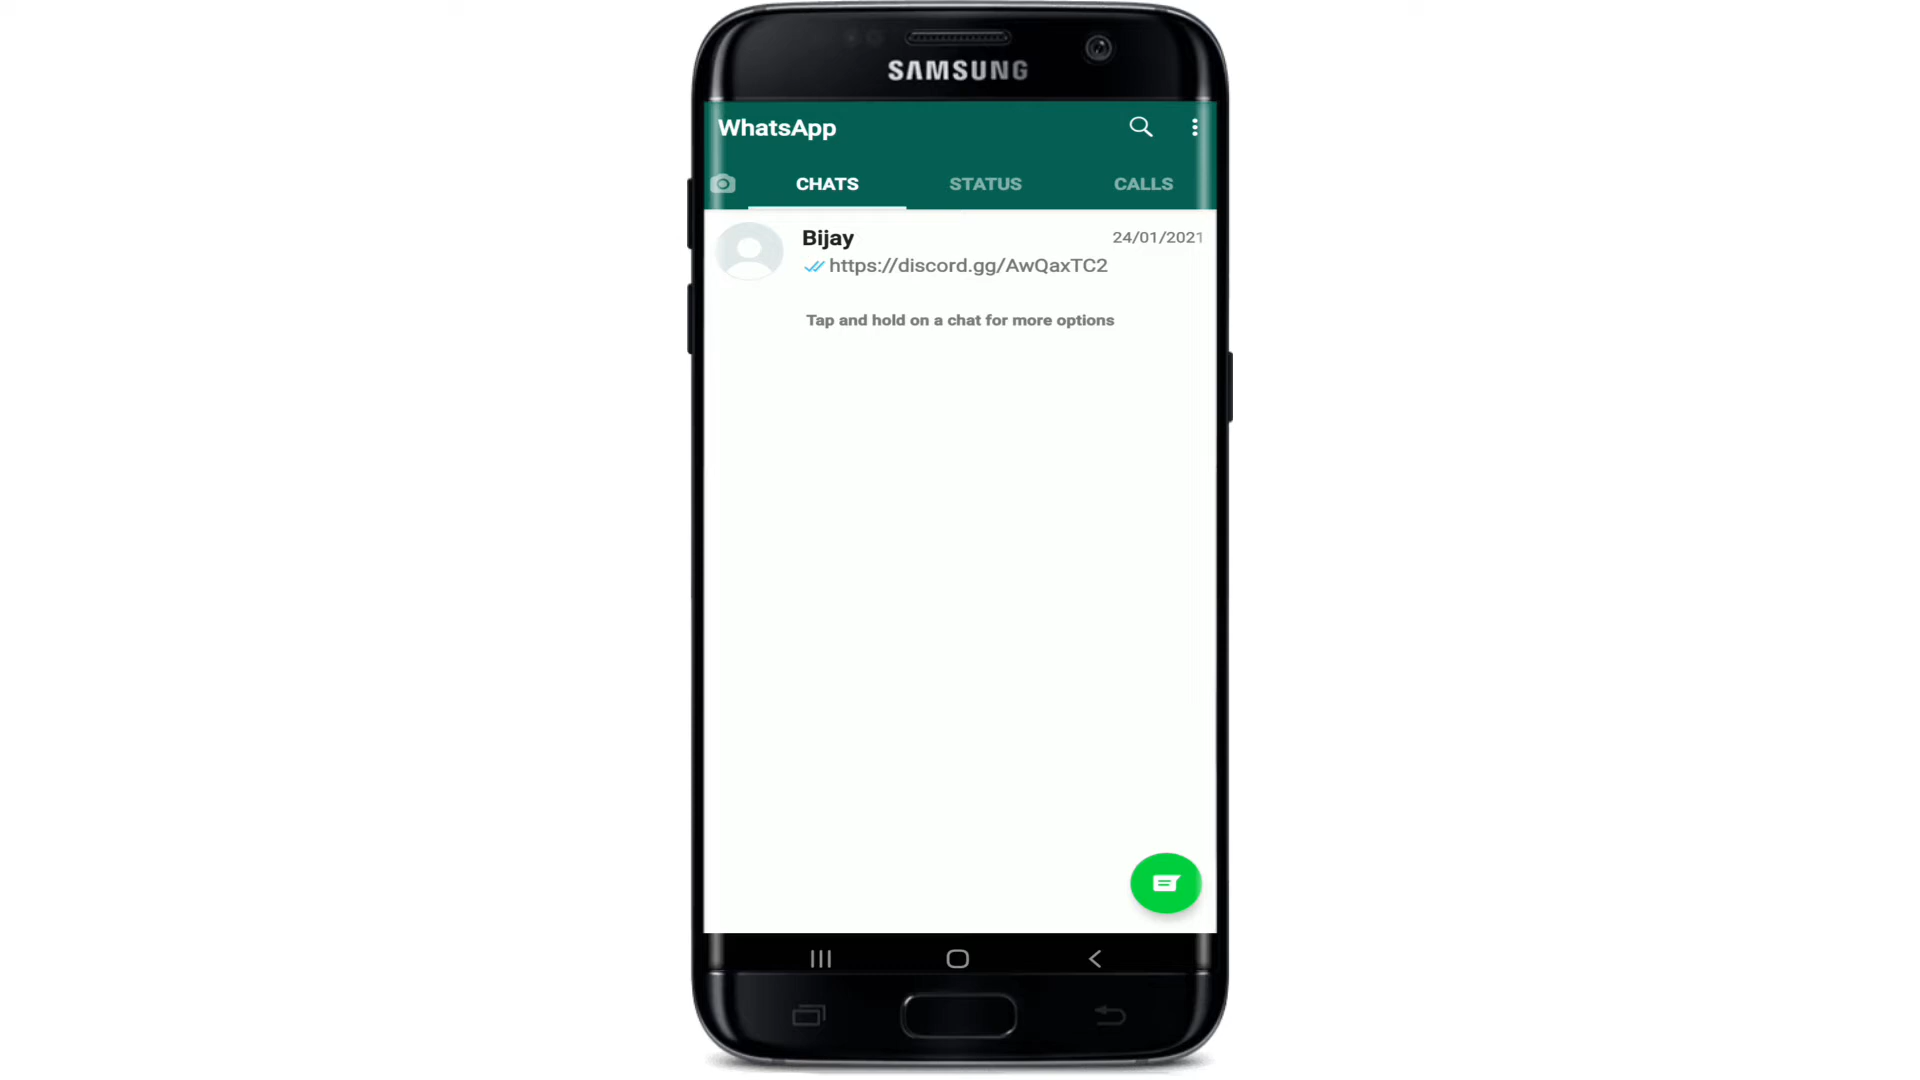 SAMSUNG
WhatsApp
CHATS STATUS CALLS
Bijay 24/01/2021
https://discord.gg/AwQaxTC2
Tap and hold on a chat for more options